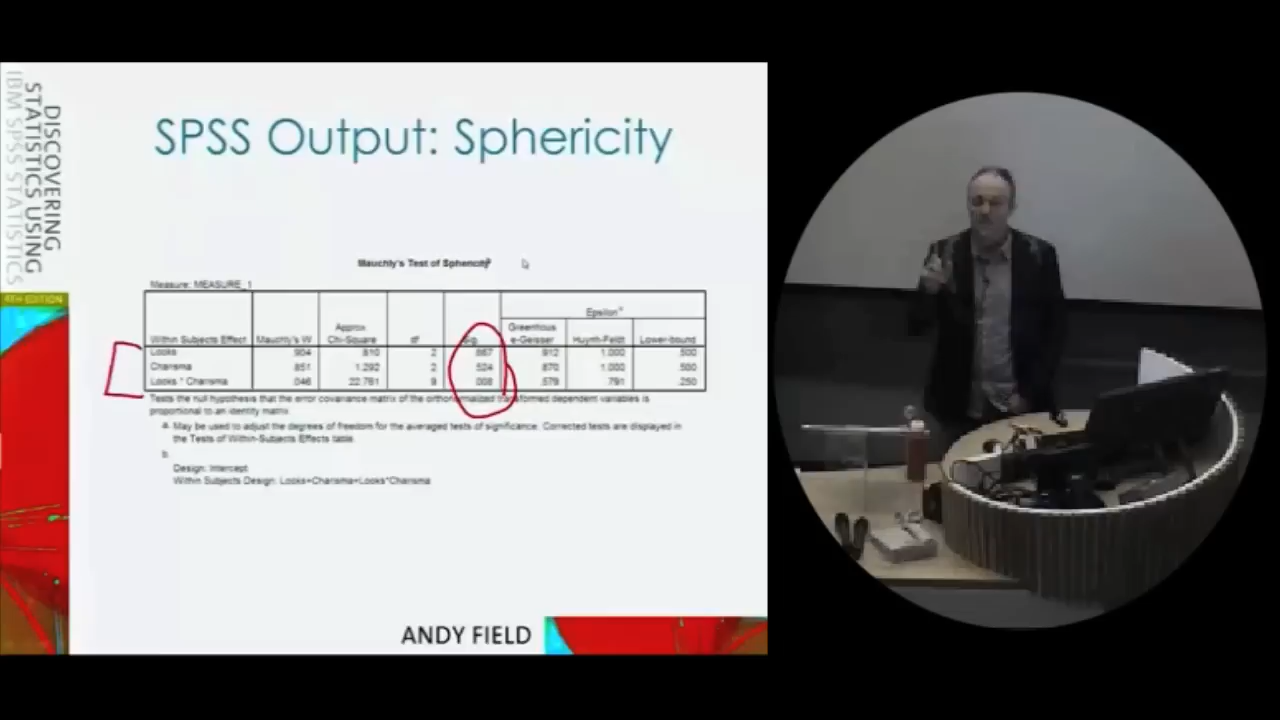 DISCOVERING
STATISTICS USING
IBM SPSS STATISTICS
4TH EDITION
SPSS Output: Sphericity
Mauchly's Test of Sphericity
Measure: MEASURE_1
Epsilon
Within Subjects Effect Mauchly's W Approx. Chi-Square df Sig. Greenhous e-Geisser Huynh-Feldt Lower-bound
Looks .904 .810 2 .667 .912 1.000 .500
Charisma .851 1.292 2 .524 .870 1.000 .500
Looks * Charisma .046 22.761 9 .008 .579 .791 .250
Tests the null hypothesis that the error covariance matrix of the orthonormalized transformed dependent variables is
proportional to an identity matrix.
a. May be used to adjust the degrees of freedom for the averaged tests of significance. Corrected tests are displayed in
the Tests of Within-Subjects Effects table.
b.
Design: Intercept
Within Subjects Design: Looks+Charisma+Looks*Charisma
ANDY FIELD